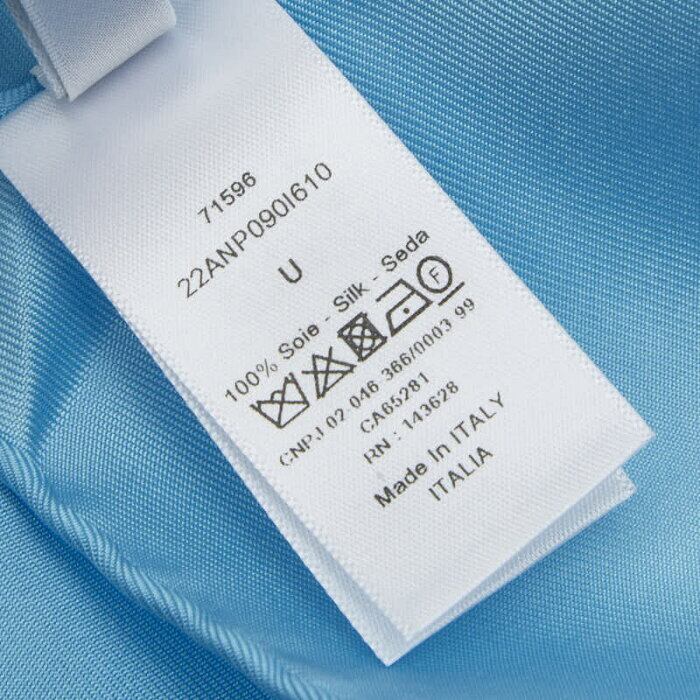 71596
22ANP090I610
U
100% Soie - Silk - Seda
F
CNPJ 02 046 366/0003 99
CA65281
RN : 143628
Made In ITALY
ITALIA